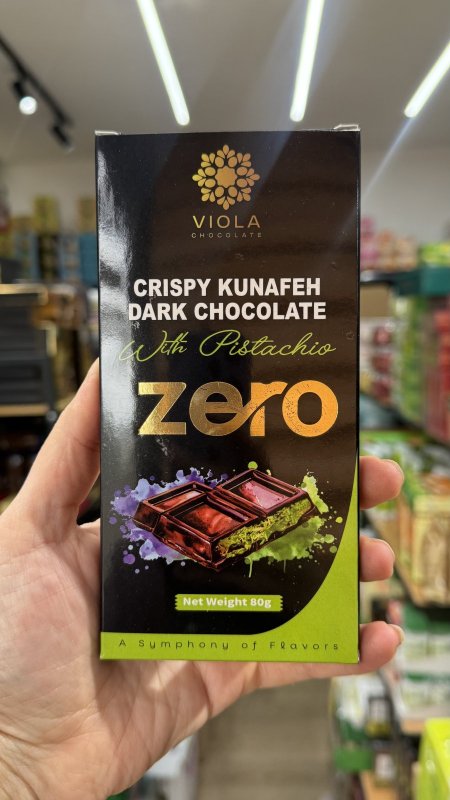 VIOLA
CHOCOLATE
CRISPY KUNAFEH
DARK CHOCOLATE
With Pistachio
zero
Net Weight 80g
A Symphony of Flavors